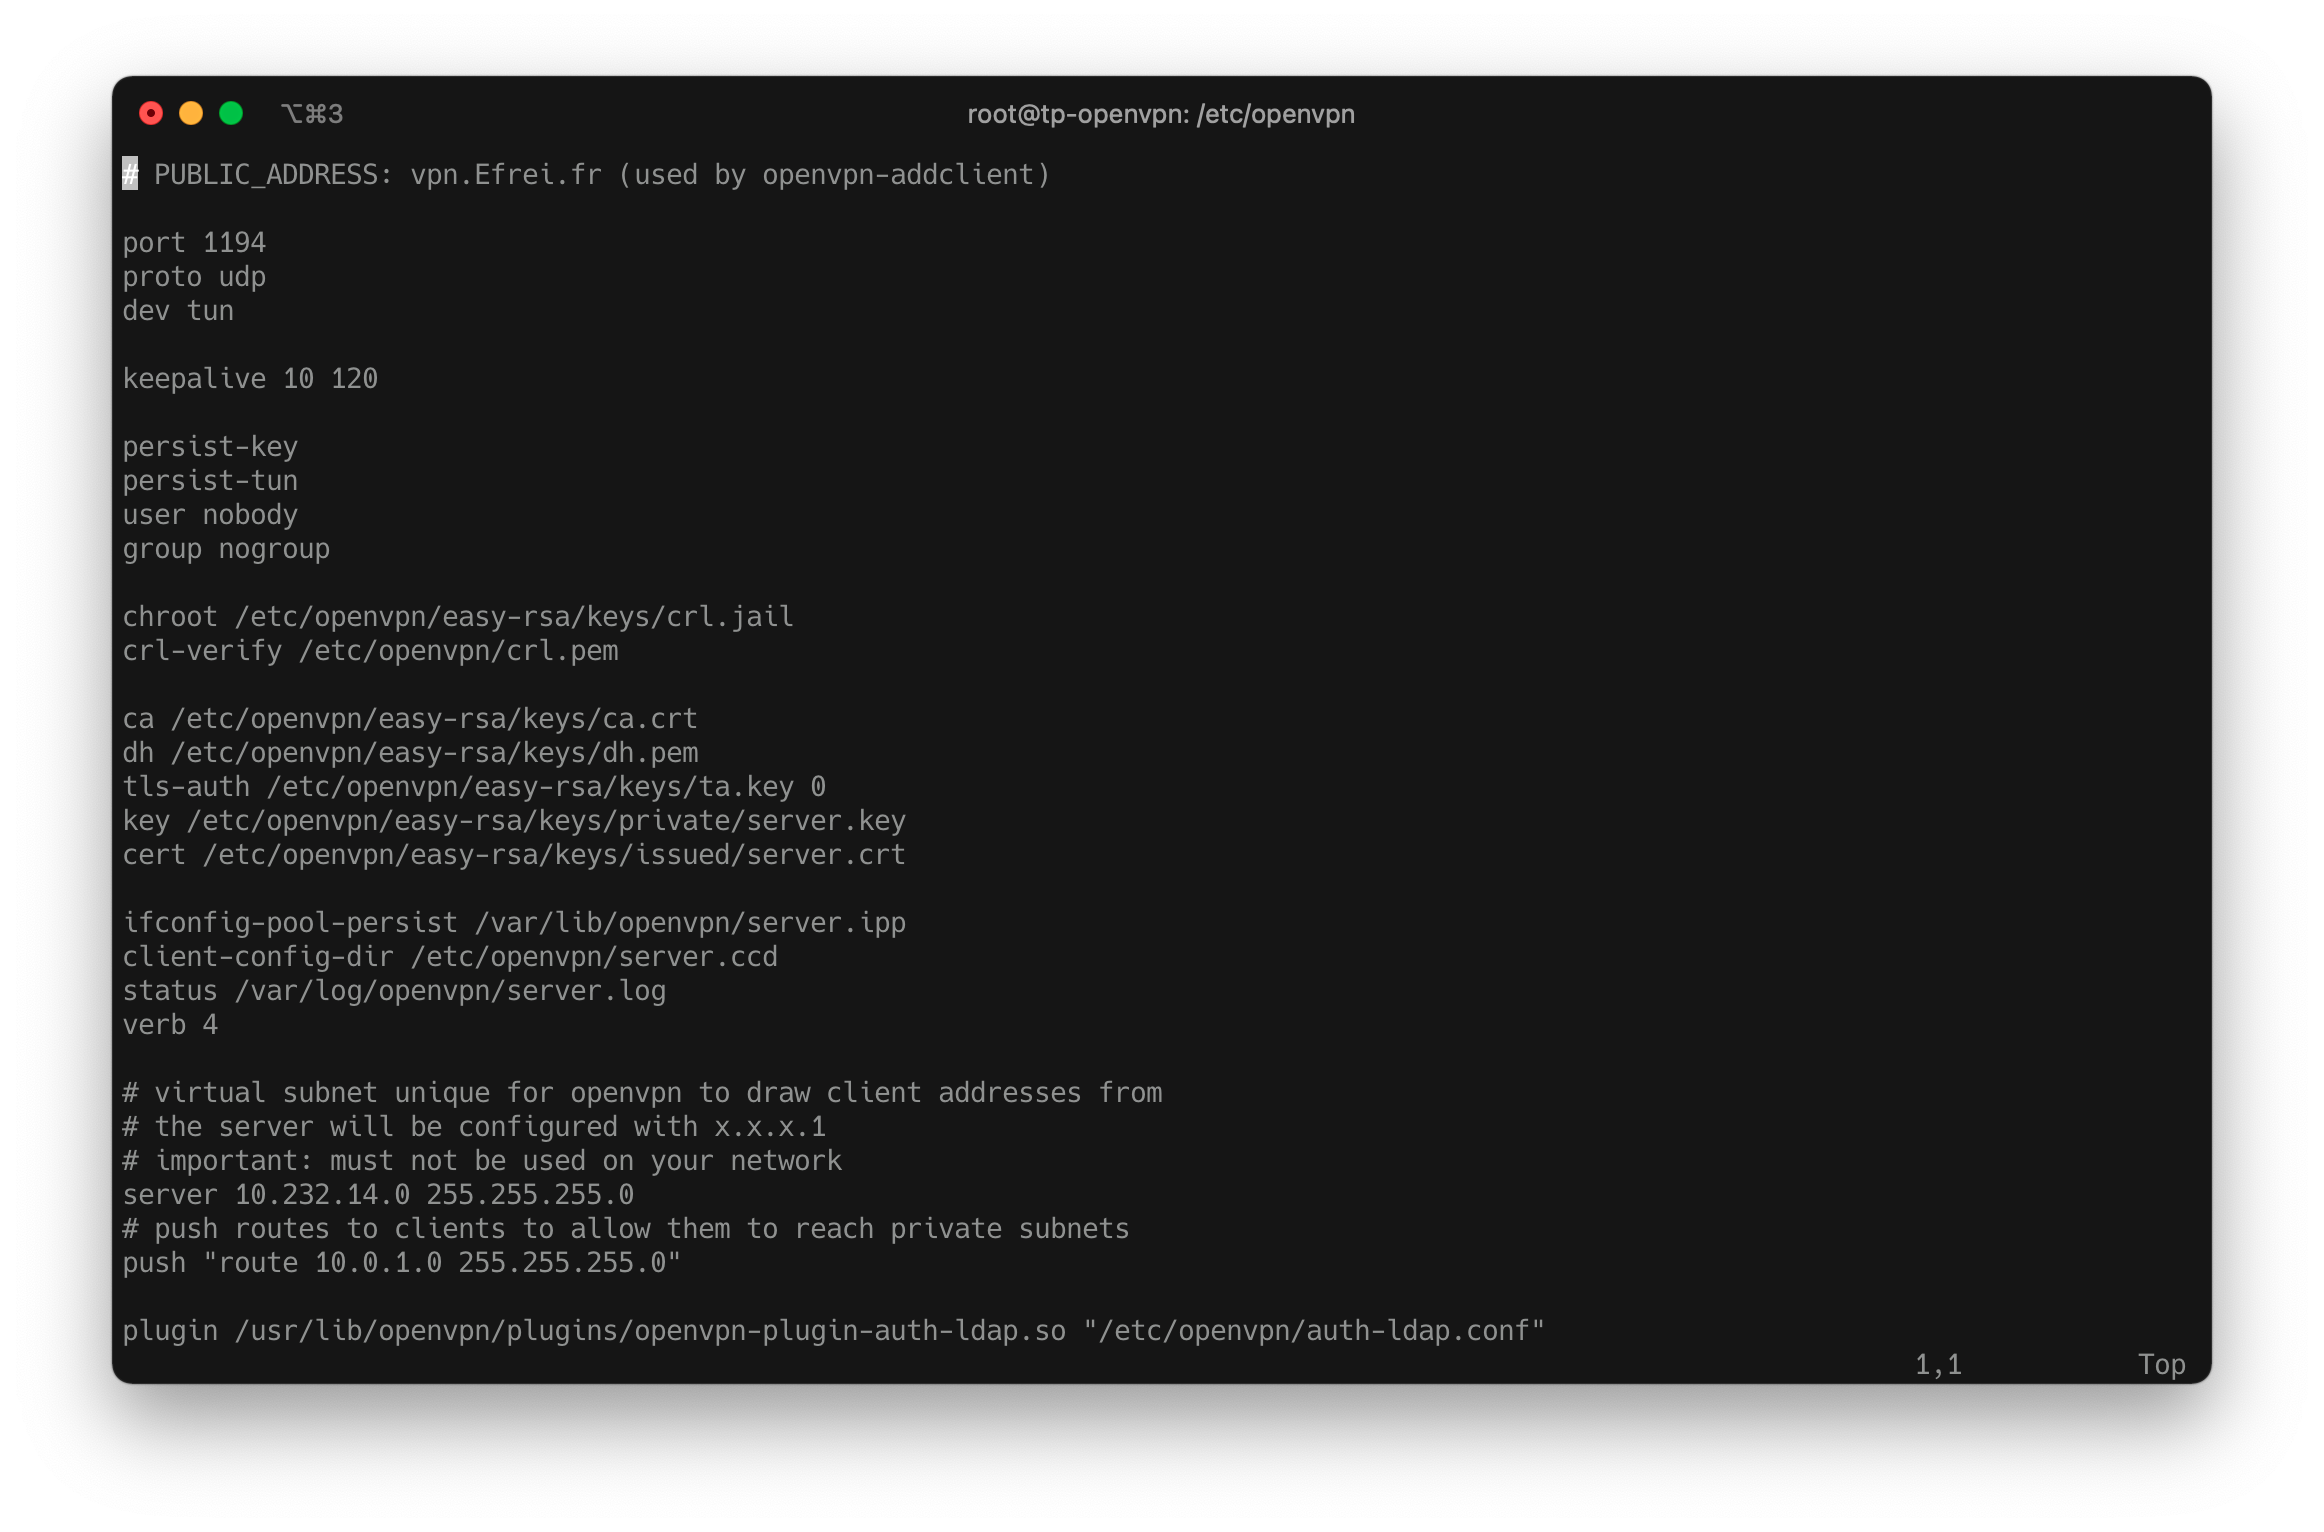 ⌥⌘3
root@tp-openvpn: /etc/openvpn
# PUBLIC_ADDRESS: vpn.Efrei.fr (used by openvpn-addclient)
port 1194
proto udp
dev tun
keepalive 10 120
persist-key
persist-tun
user nobody
group nogroup
chroot /etc/openvpn/easy-rsa/keys/crl.jail
crl-verify /etc/openvpn/crl.pem
ca /etc/openvpn/easy-rsa/keys/ca.crt
dh /etc/openvpn/easy-rsa/keys/dh.pem
tls-auth /etc/openvpn/easy-rsa/keys/ta.key 0
key /etc/openvpn/easy-rsa/keys/private/server.key
cert /etc/openvpn/easy-rsa/keys/issued/server.crt
ifconfig-pool-persist /var/lib/openvpn/server.ipp
client-config-dir /etc/openvpn/server.ccd
status /var/log/openvpn/server.log
verb 4
# virtual subnet unique for openvpn to draw client addresses from
# the server will be configured with x.x.x.1
# important: must not be used on your network
server 10.232.14.0 255.255.255.0
# push routes to clients to allow them to reach private subnets
push "route 10.0.1.0 255.255.255.0"
plugin /usr/lib/openvpn/plugins/openvpn-plugin-auth-ldap.so "/etc/openvpn/auth-ldap.conf"
1,1 Top